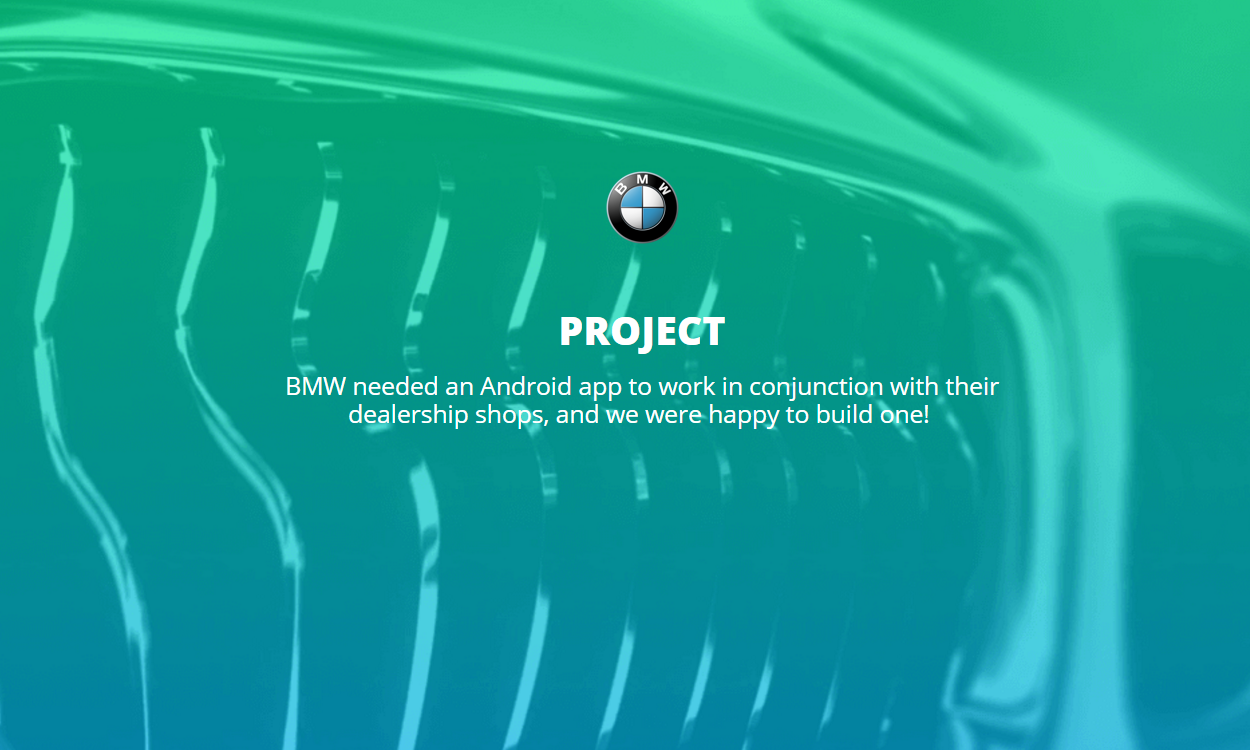 BMW
PROJECT
BMW needed an Android app to work in conjunction with their
dealership shops, and we were happy to build one!